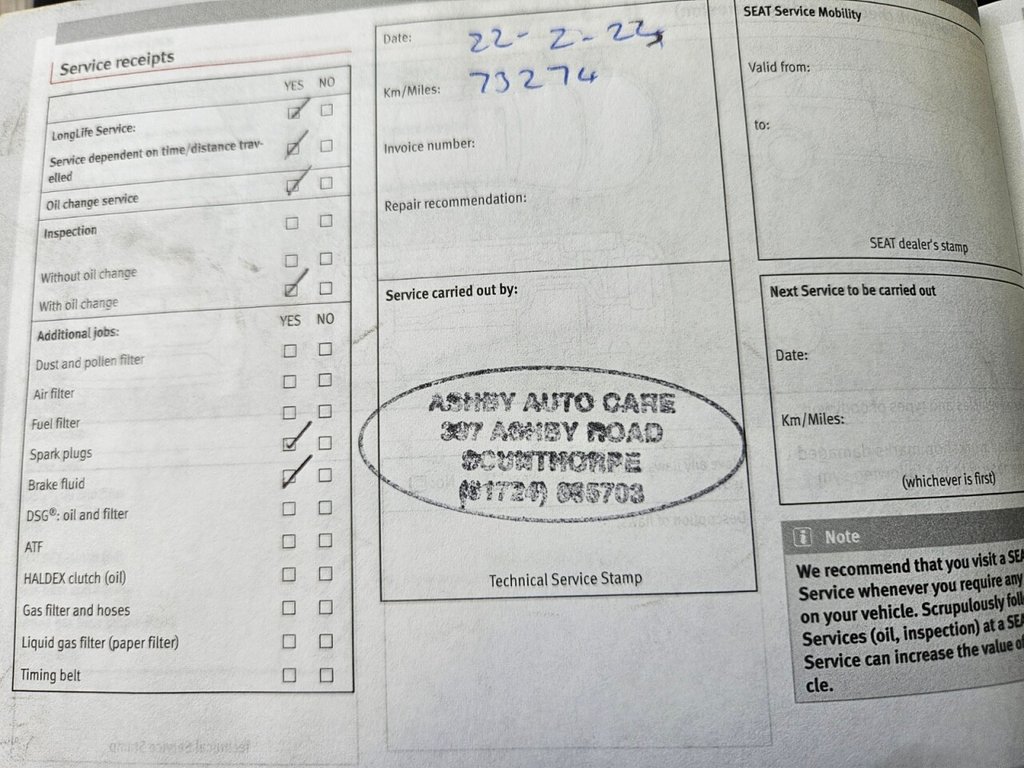 Service receipts
YES NO
LongLife Service:
Service dependent on time/distance trav-
elled
Oil change service
Inspection
Without oil change
With oil change
Additional jobs:
YES NO
Dust and pollen filter
Air filter
Fuel filter
Spark plugs
Brake fluid
DSG®: oil and filter
ATF
HALDEX clutch (oil)
Gas filter and hoses
Liquid gas filter (paper filter)
Timing belt
Date:
Km/Miles: 73274
Invoice number:
Repair recommendation:
Service carried out by:
ASHBY AUTO CARE
ASHBY ROAD
SCUNTHORPE
(01724)
Technical Service Stamp
SEAT Service Mobility
Valid from:
to:
SEAT dealer's stamp
Next Service to be carried out
Date:
Km/Miles:
(whichever is first)
i Note
We recommend that you visit a SEA
Service whenever you require any
on your vehicle. Scrupulously foll
Services (oil, inspection) at a SEA
Service can increase the value of
cle.